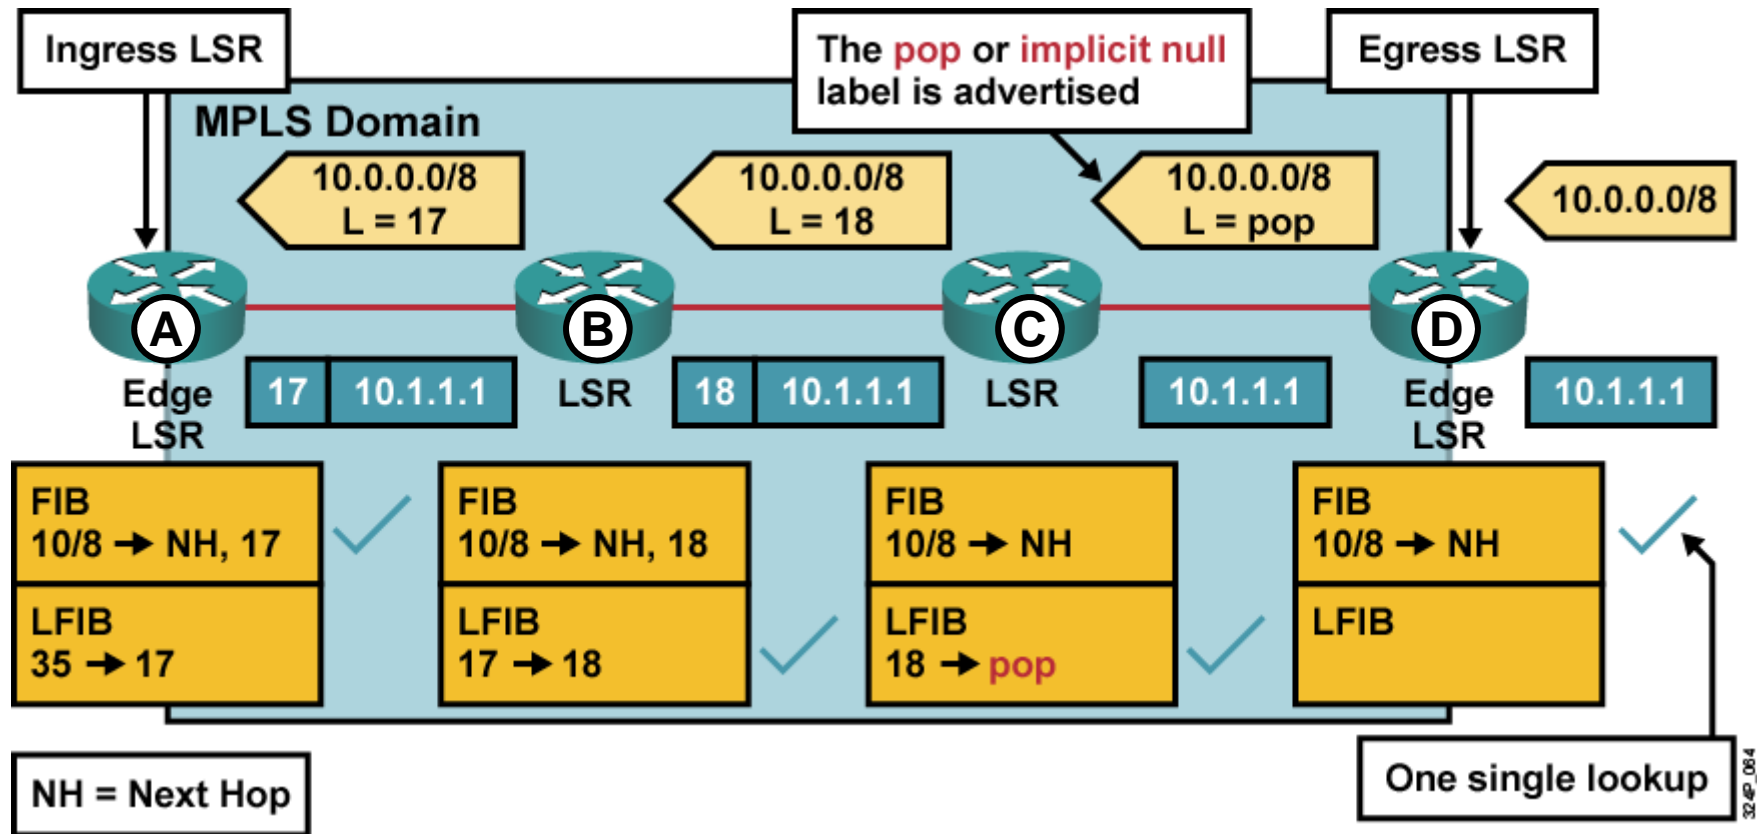 Ingress LSR
The pop or implicit null
label is advertised
Egress LSR
MPLS Domain
10.0.0.0/8
L = 17
10.0.0.0/8
L = 18
10.0.0.0/8
L = pop
10.0.0.0/8
A
B
C
D
Edge
LSR
17 10.1.1.1
LSR
18 10.1.1.1
LSR
10.1.1.1
Edge
LSR
10.1.1.1
FIB
10/8 → NH, 17
LFIB
35 → 17
FIB
10/8 → NH, 18
LFIB
17 → 18
FIB
10/8 → NH
LFIB
18 → pop
FIB
10/8 → NH
LFIB
NH = Next Hop
One single lookup
324P_064